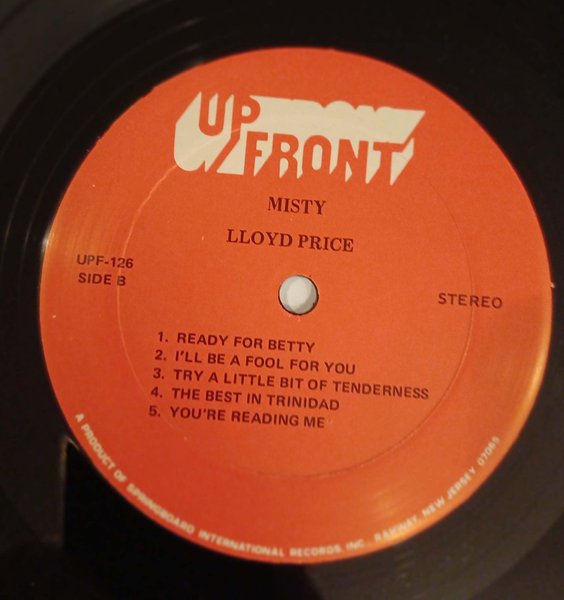 UP
FRONT
MISTY
LLOYD PRICE
UPF-126
SIDE B
STEREO
1. READY FOR BETTY
2. I'LL BE A FOOL FOR YOU
3. TRY A LITTLE BIT OF TENDERNESS
4. THE BEST IN TRINIDAD
5. YOU'RE READING ME
A PRODUCT OF SPRINGBOARD INTERNATIONAL RECORDS, INC. RAHWAY, NEW JERSEY 07065